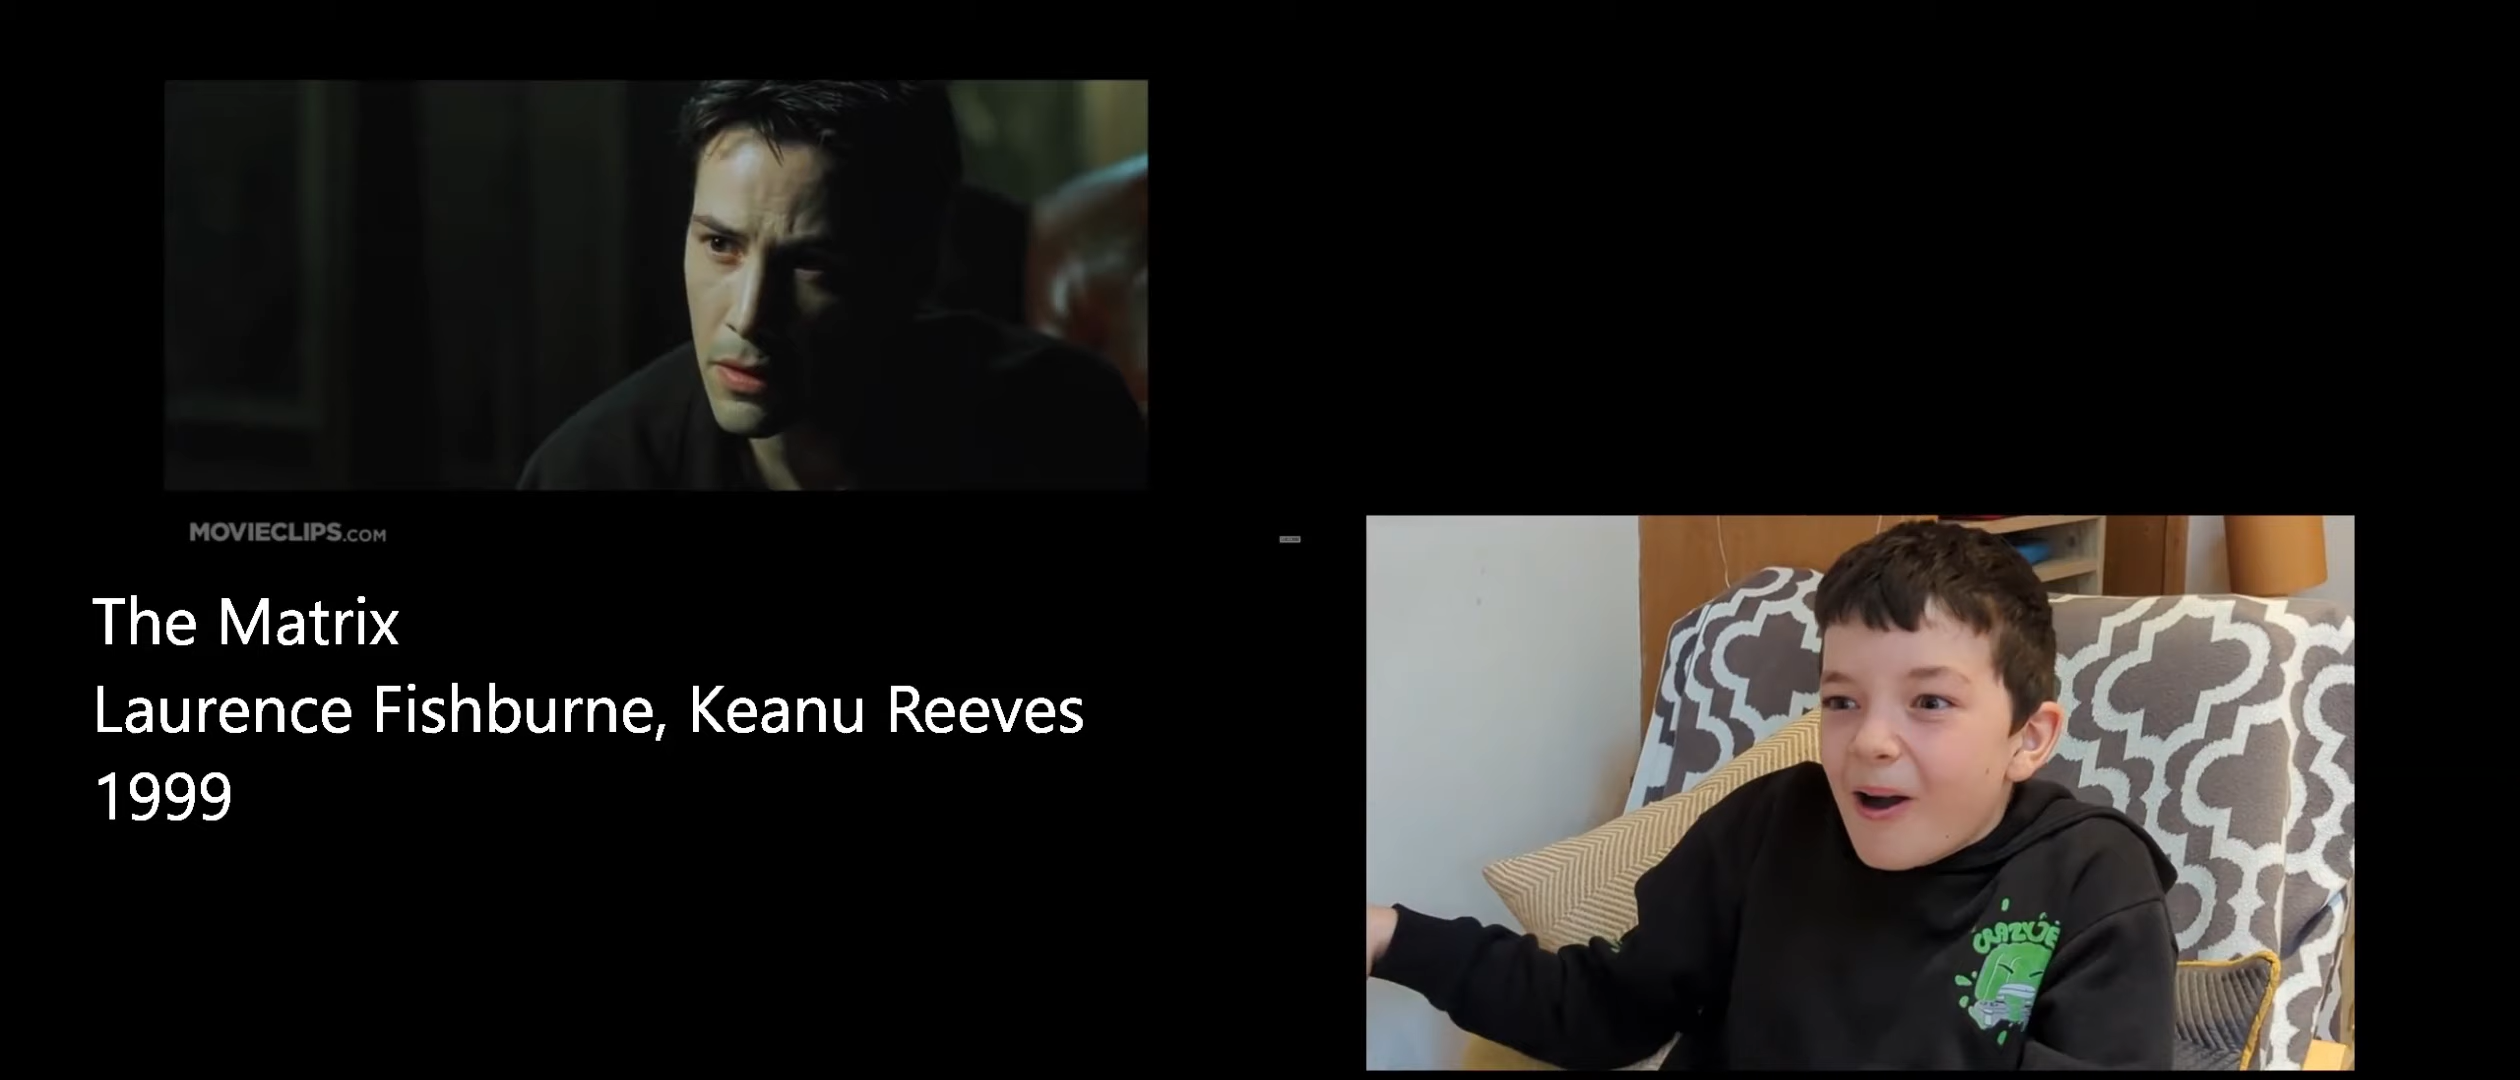 MOVIECLIPS.COM
The Matrix
Laurence Fishburne, Keanu Reeves
1999